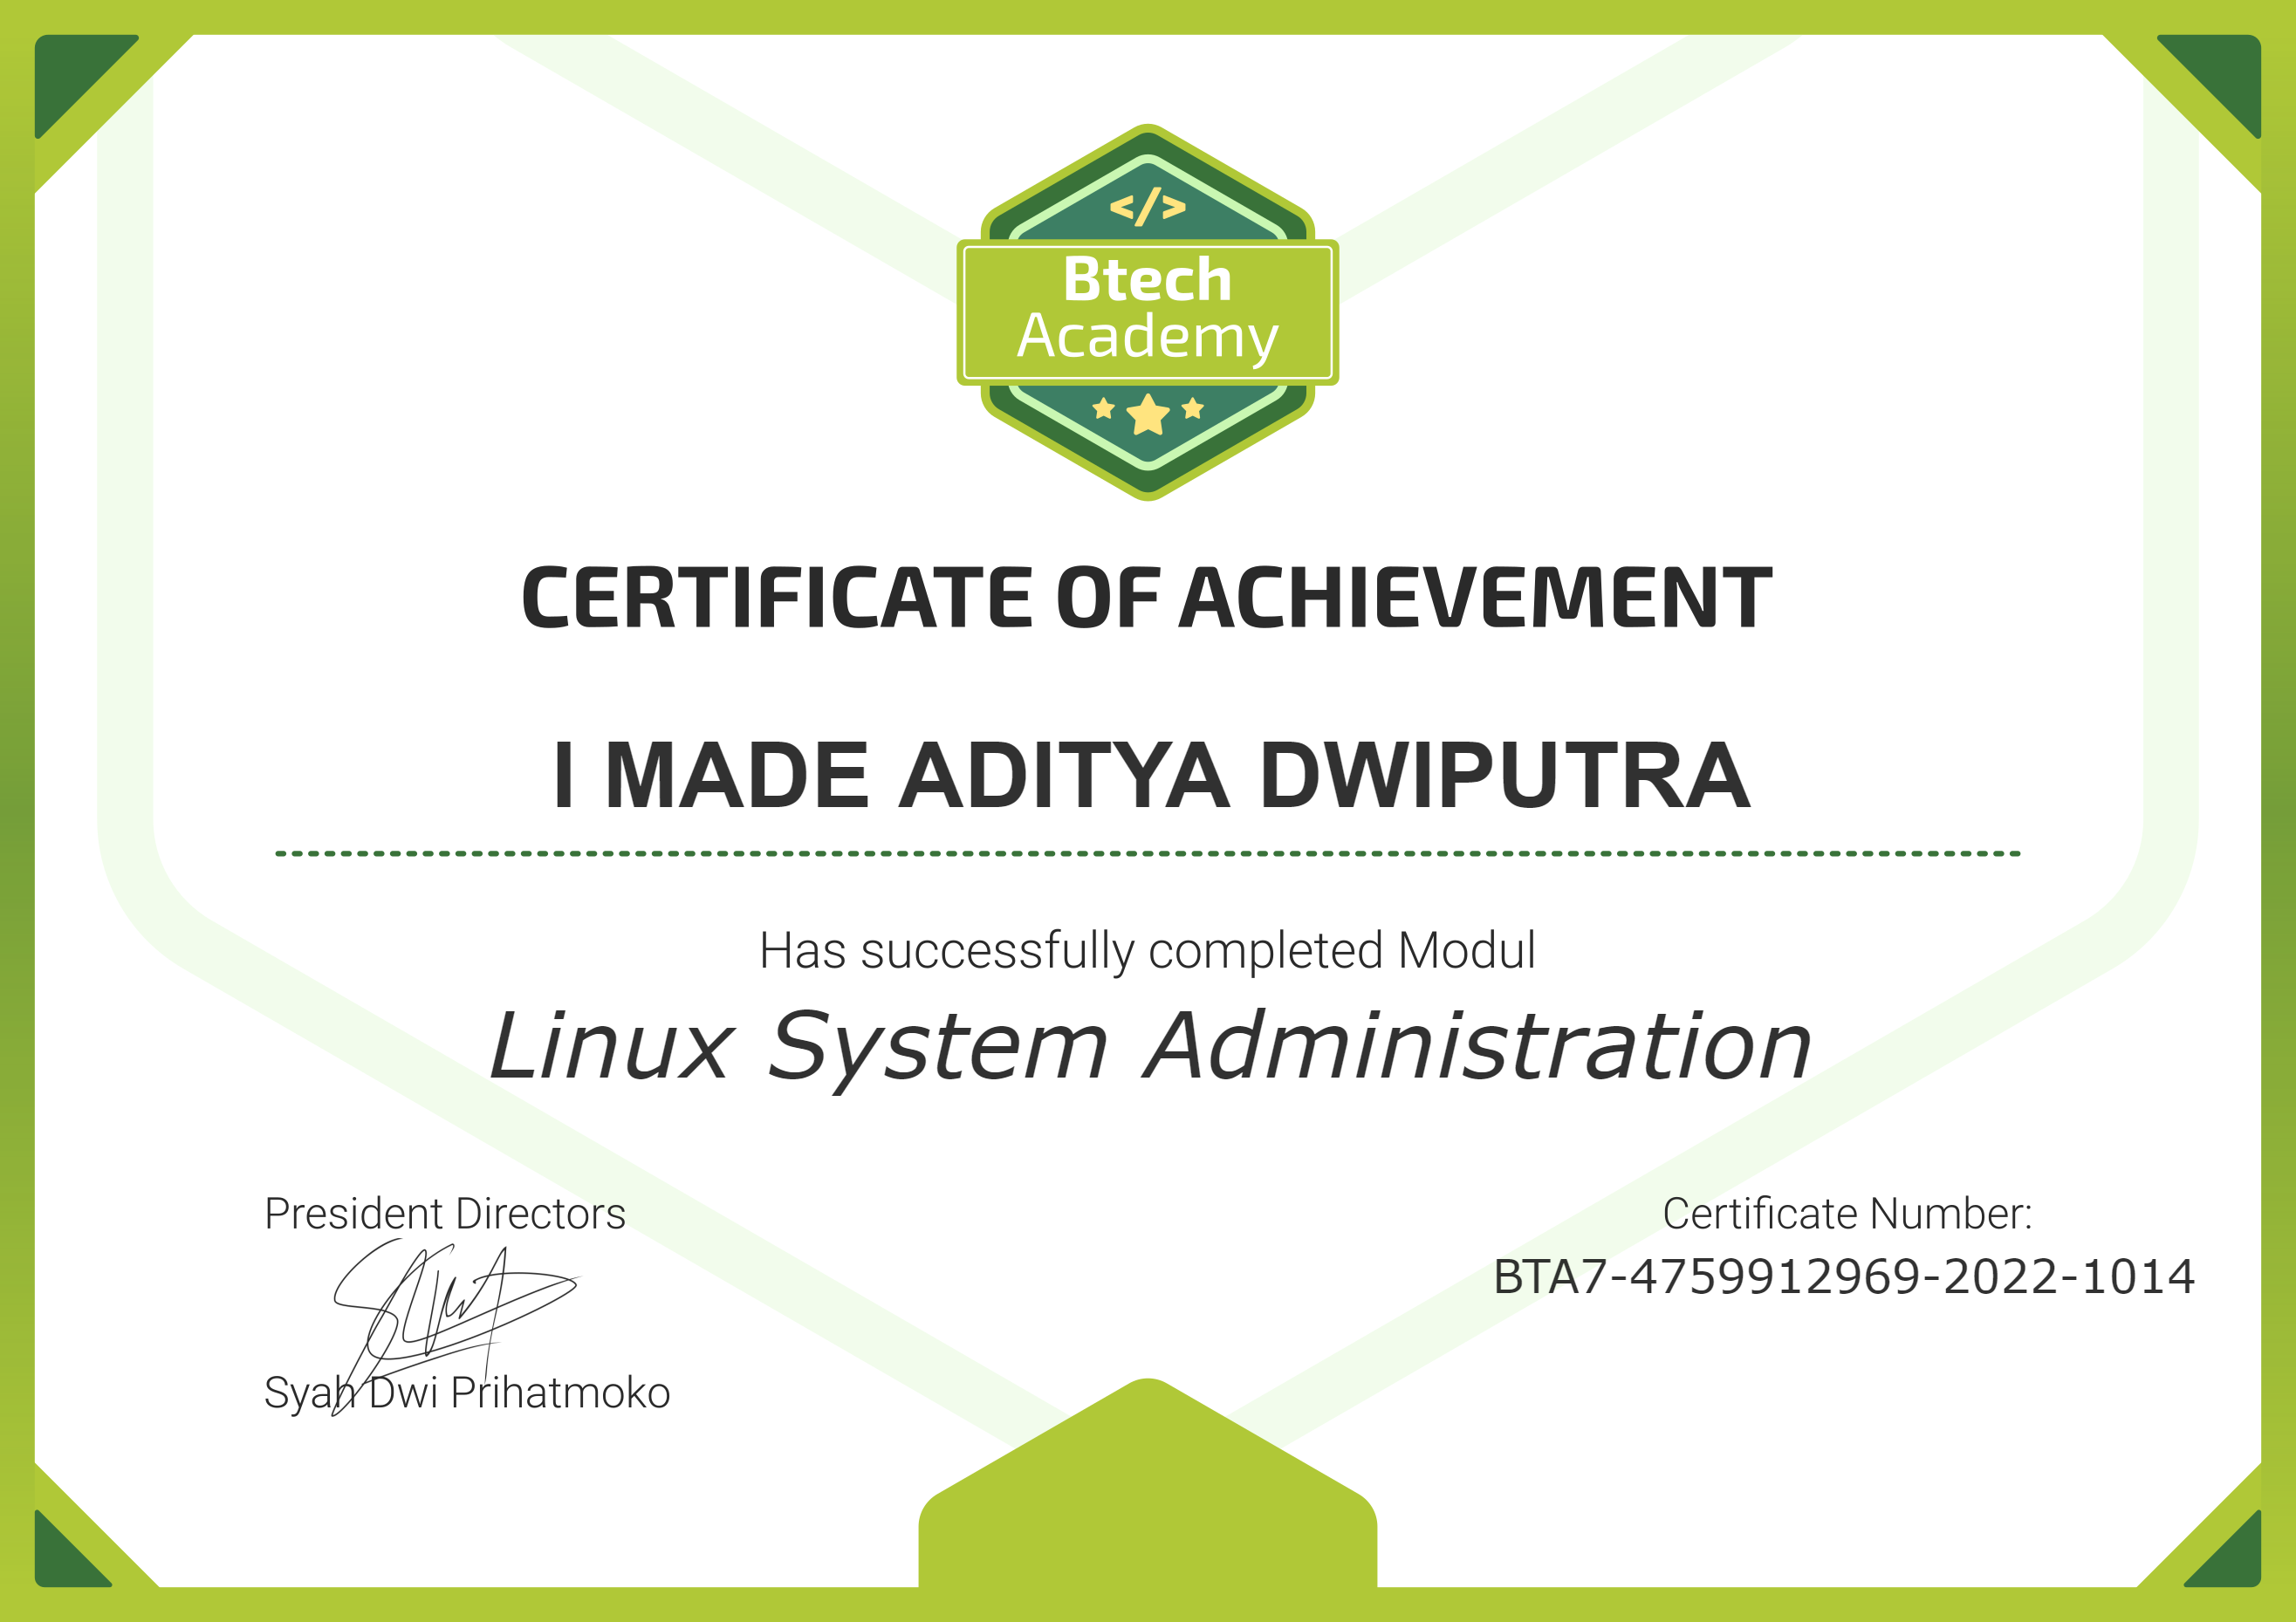 </>
Btech
Academy
CERTIFICATE OF ACHIEVEMENT
I MADE ADITYA DWIPUTRA
Has successfully completed Modul
Linux System Administration
President Directors
Syah Dwi Prihatmoko
Certificate Number:
BTA7-4759912969-2022-1014